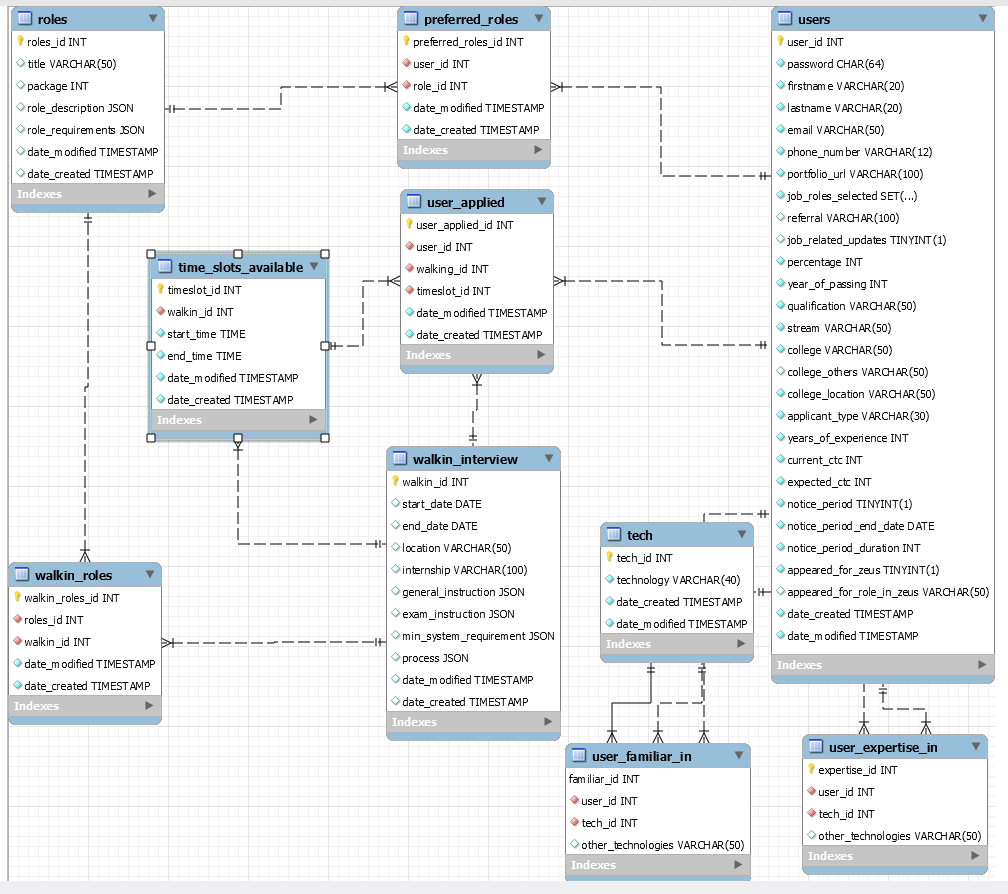 roles
roles_id INT
title VARCHAR(50)
package INT
role_description JSON
role_requirements JSON
date_modified TIMESTAMP
date_created TIMESTAMP
Indexes
preferred_roles
preferred_roles_id INT
user_id INT
role_id INT
date_modified TIMESTAMP
date_created TIMESTAMP
Indexes
users
user_id INT
password CHAR(64)
firstname VARCHAR(20)
lastname VARCHAR(20)
email VARCHAR(50)
phone_number VARCHAR(12)
portfolio_url VARCHAR(100)
job_roles_selected SET(...)
referral VARCHAR(100)
job_related_updates TINYINT(1)
percentage INT
year_of_passing INT
qualification VARCHAR(50)
stream VARCHAR(50)
college VARCHAR(50)
college_others VARCHAR(50)
college_location VARCHAR(50)
applicant_type VARCHAR(30)
years_of_experience INT
current_ctc INT
expected_ctc INT
notice_period TINYINT(1)
notice_period_end_date DATE
notice_period_duration INT
appeared_for_zeus TINYINT(1)
appeared_for_role_in_zeus VARCHAR(50)
date_created TIMESTAMP
date_modified TIMESTAMP
Indexes
user_applied
user_applied_id INT
user_id INT
walking_id INT
timeslot_id INT
date_modified TIMESTAMP
date_created TIMESTAMP
Indexes
time_slots_available
timeslot_id INT
walkin_id INT
start_time TIME
end_time TIME
date_modified TIMESTAMP
date_created TIMESTAMP
Indexes
walkin_interview
walkin_id INT
start_date DATE
end_date DATE
location VARCHAR(50)
internship VARCHAR(100)
general_instruction JSON
exam_instruction JSON
min_system_requirement JSON
process JSON
date_modified TIMESTAMP
date_created TIMESTAMP
Indexes
tech
tech_id INT
technology VARCHAR(40)
date_created TIMESTAMP
date_modified TIMESTAMP
Indexes
walkin_roles
walkin_roles_id INT
roles_id INT
walkin_id INT
date_modified TIMESTAMP
date_created TIMESTAMP
Indexes
user_familiar_in
familiar_id INT
user_id INT
tech_id INT
other_technologies VARCHAR(50)
Indexes
user_expertise_in
expertise_id INT
user_id INT
tech_id INT
other_technologies VARCHAR(50)
Indexes